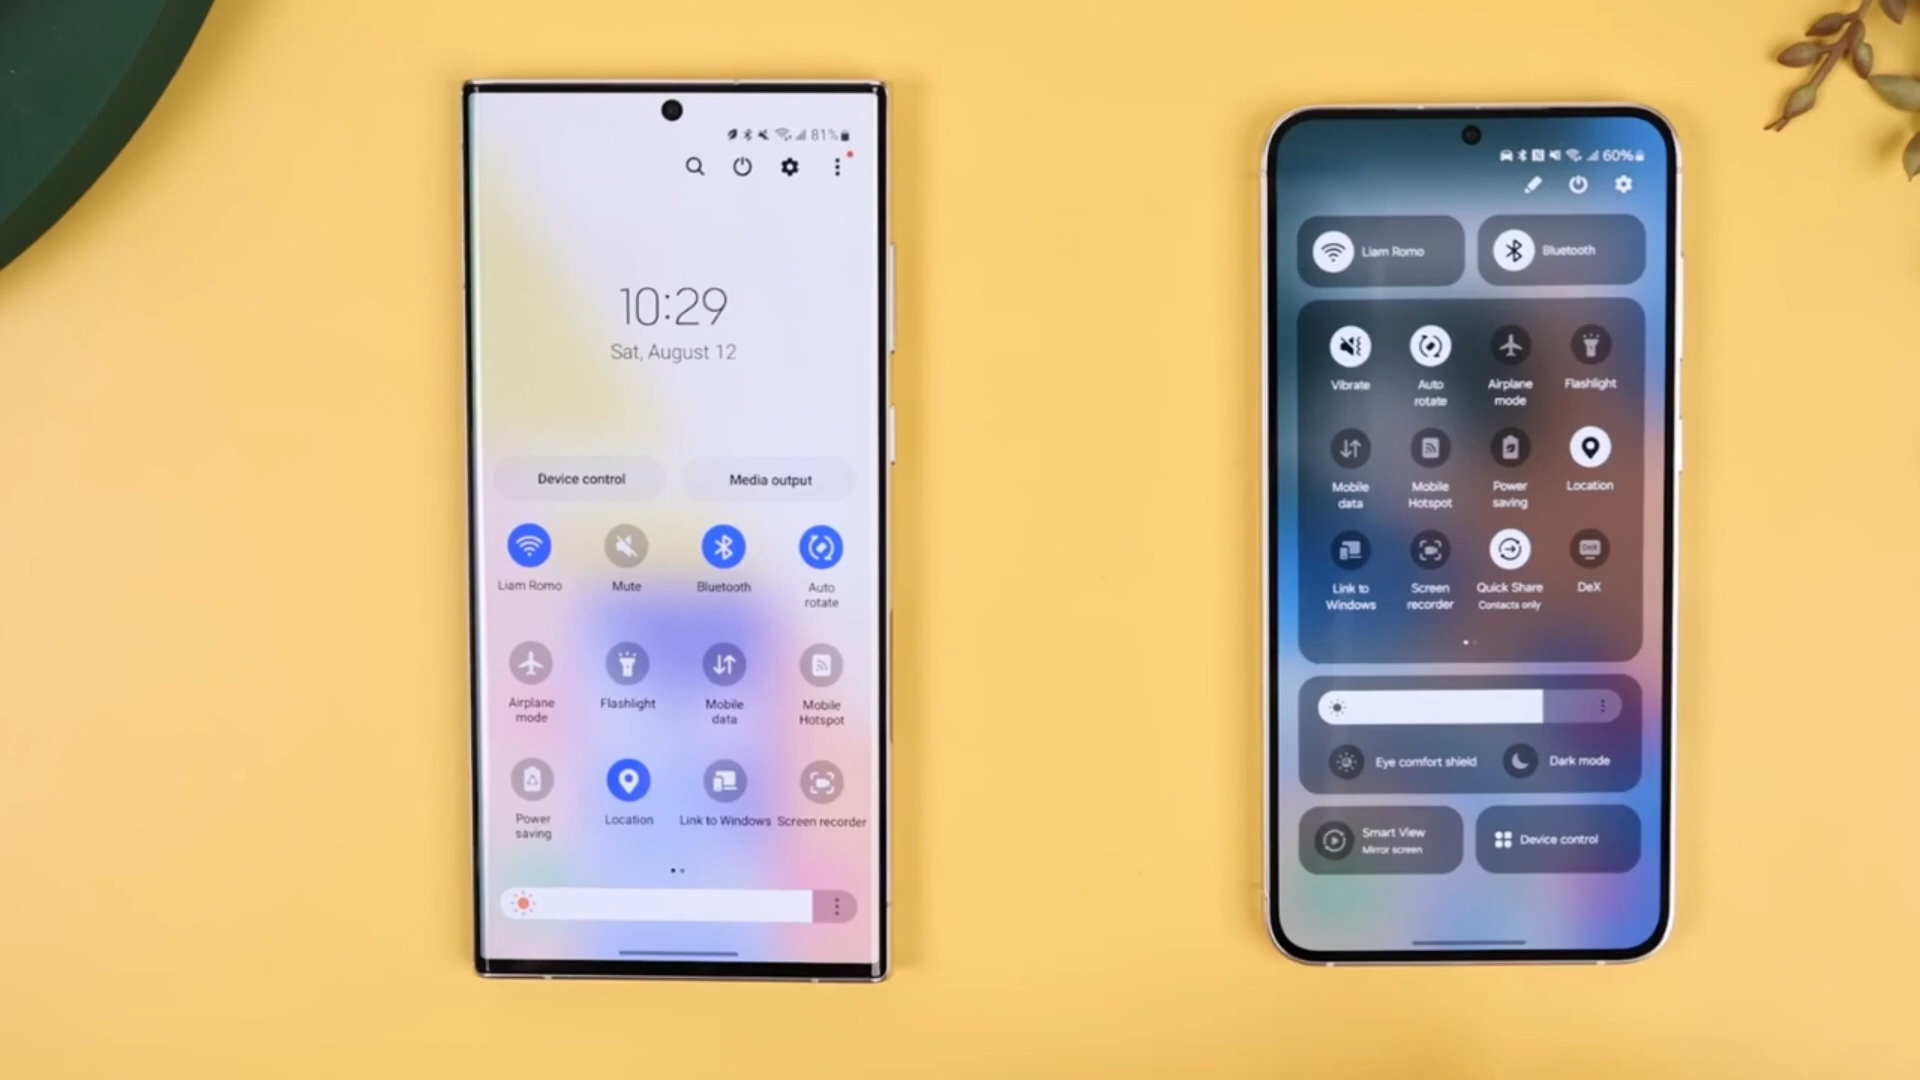 81%
10:29
Sat, August 12
Device control
Media output
Liam Romo
Mute
Bluetooth
Auto
rotate
Airplane
mode
Flashlight
Mobile
data
Mobile
Hotspot
Power
saving
Location
Link to Windows
Screen recorder
60%
Liam Romo
Bluetooth
Vibrate
Auto
rotate
Airplane
mode
Flashlight
Mobile
data
Mobile
Hotspot
Power
saving
Location
Link to
Windows
Screen
recorder
Quick Share
Contacts only
DeX
DeX
Eye comfort shield
Dark mode
Smart View
Mirror screen
Device control